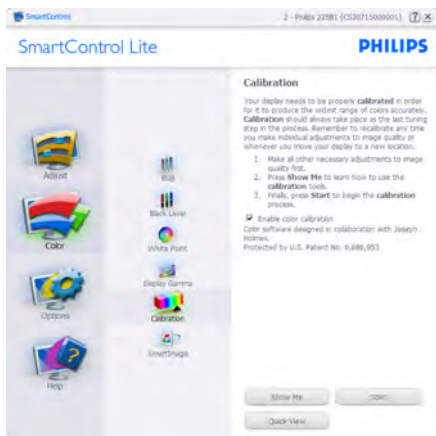 SmartControl
2 - Philips 225B1 (CS30715000001)
SmartControl Lite
PHILIPS
Adjust
Color
Options
Help
RGB
Black Level
White Point
Display Gamma
Calibration
SmartImage
Calibration
Your display needs to be properly calibrated in order
for it to produce the widest range of colors accurately.
Calibration should always take place as the last tuning
step in the process. Remember to recalibrate any time
you make individual adjustments to image quality or
whenever you move your display to a new location.
1. Make all other necessary adjustments to image
quality first.
2. Press Show Me to learn how to use the
calibration tools.
3. Finally, press Start to begin the calibration
process.
Enable color calibration
Color software designed in collaboration with Joseph
Holmes.
Protected by U.S. Patent No. 6,686,953
Show Me
Start
Quick View